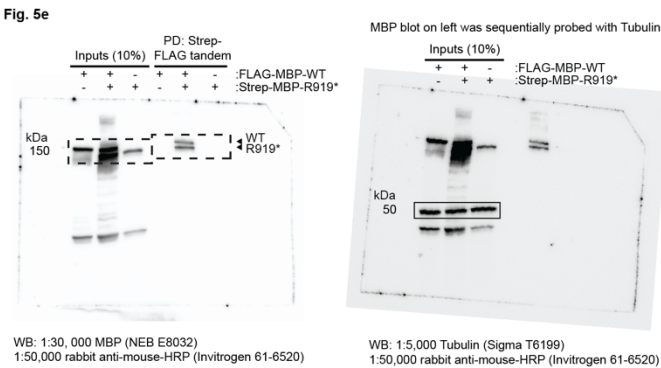 Fig. 5e
PD: Strep-
Inputs (10%) FLAG tandem
+ + - + + - :FLAG-MBP-WT
- + + - + + :Strep-MBP-R919*
kDa
150
WT
R919*
WB: 1:30, 000 MBP (NEB E8032)
1:50,000 rabbit anti-mouse-HRP (Invitrogen 61-6520)
MBP blot on left was sequentially probed with Tubulin
Inputs (10%)
+ + - :FLAG-MBP-WT
- + + :Strep-MBP-R919*
kDa
50
WB: 1:5,000 Tubulin (Sigma T6199)
1:50,000 rabbit anti-mouse-HRP (Invitrogen 61-6520)